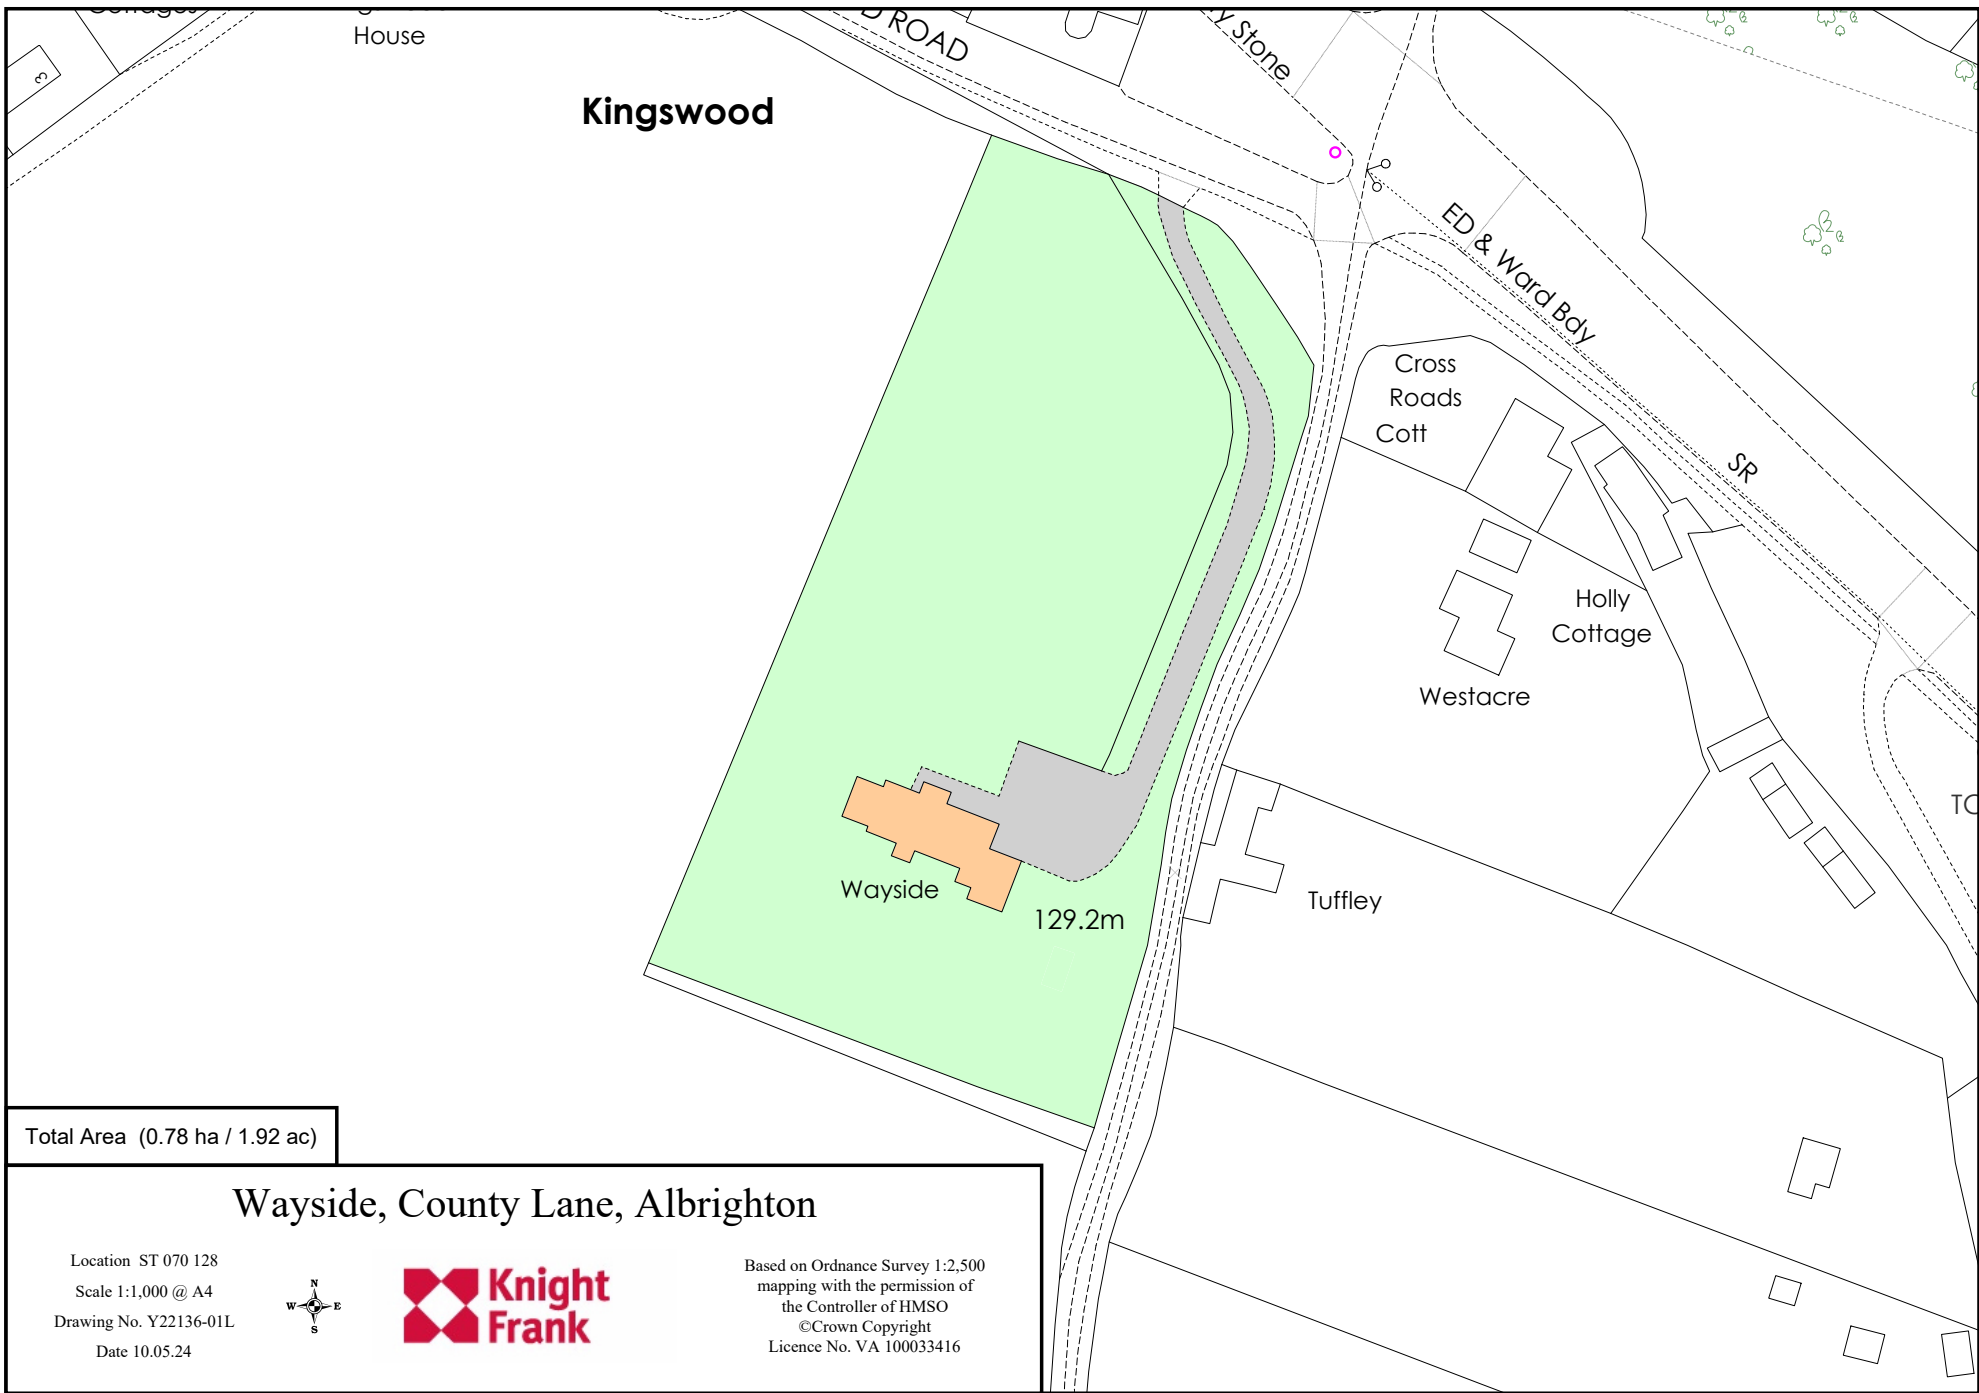 House
Kingswood
D ROAD
y Stone
3
ED & Ward Bdy
SR
Cross
Roads
Cott
Holly
Cottage
Westacre
Tuffley
Wayside
129.2m
Total Area (0.78 ha / 1.92 ac)
Wayside, County Lane, Albrighton
Location ST 070 128
Scale 1:1,000 @ A4
Drawing No. Y22136-01L
Date 10.05.24
N
W E
S
Knight
Frank
Based on Ordnance Survey 1:2,500
mapping with the permission of
the Controller of HMSO
©Crown Copyright
Licence No. VA 100033416